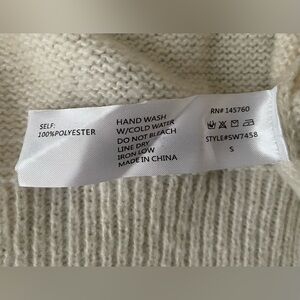 SELF:
100%POLYESTER
HAND WASH
W/COLD WATER
DO NOT BLEACH
LINE DRY
IRON LOW
MADE IN CHINA
RN# 145760
STYLE#SW7458
S